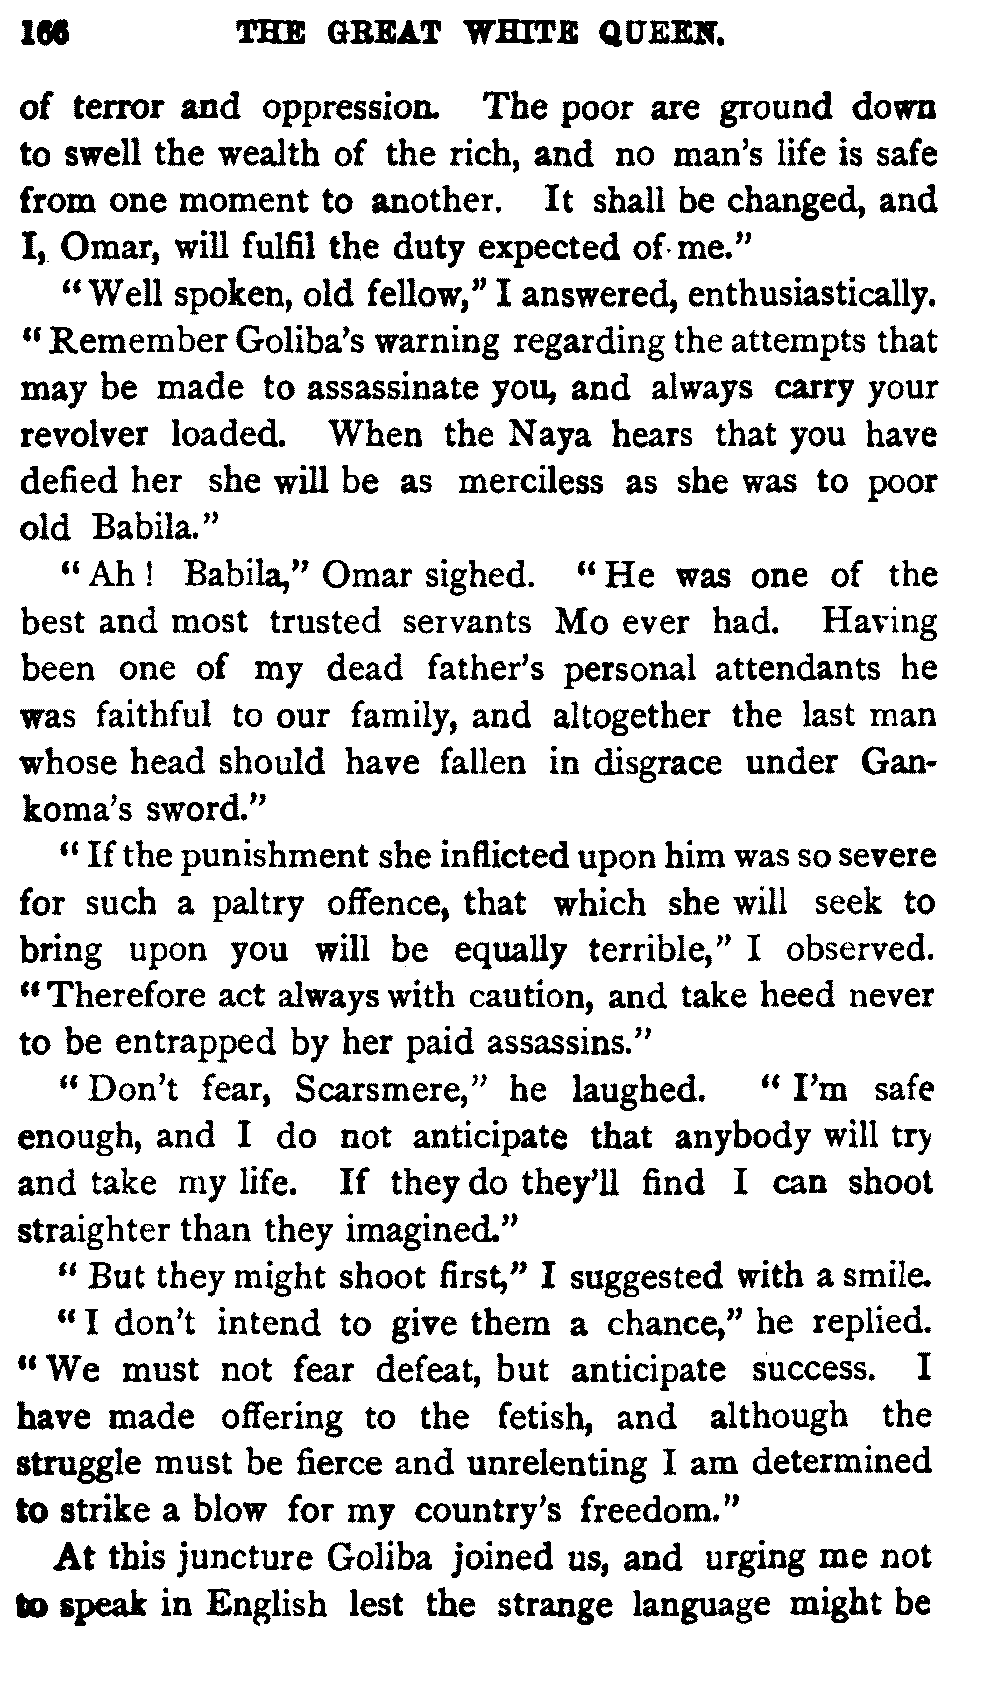 166 THE GREAT WHITE QUEEN.
of terror and oppression. The poor are ground down
to swell the wealth of the rich, and no man's life is safe
from one moment to another. It shall be changed, and
I, Omar, will fulfil the duty expected of me."
"Well spoken, old fellow," I answered, enthusiastically.
"Remember Goliba's warning regarding the attempts that
may be made to assassinate you, and always carry your
revolver loaded. When the Naya hears that you have
defied her she will be as merciless as she was to poor
old Babila."
"Ah! Babila," Omar sighed. "He was one of the
best and most trusted servants Mo ever had. Having
been one of my dead father's personal attendants he
was faithful to our family, and altogether the last man
whose head should have fallen in disgrace under Gan-
koma's sword."
"If the punishment she inflicted upon him was so severe
for such a paltry offence, that which she will seek to
bring upon you will be equally terrible," I observed.
"Therefore act always with caution, and take heed never
to be entrapped by her paid assassins."
"Don't fear, Scarsmere," he laughed. "I'm safe
enough, and I do not anticipate that anybody will try
and take my life. If they do they'll find I can shoot
straighter than they imagined."
"But they might shoot first," I suggested with a smile.
"I don't intend to give them a chance," he replied.
"We must not fear defeat, but anticipate success. I
have made offering to the fetish, and although the
struggle must be fierce and unrelenting I am determined
to strike a blow for my country's freedom."
At this juncture Goliba joined us, and urging me not
to speak in English lest the strange language might be